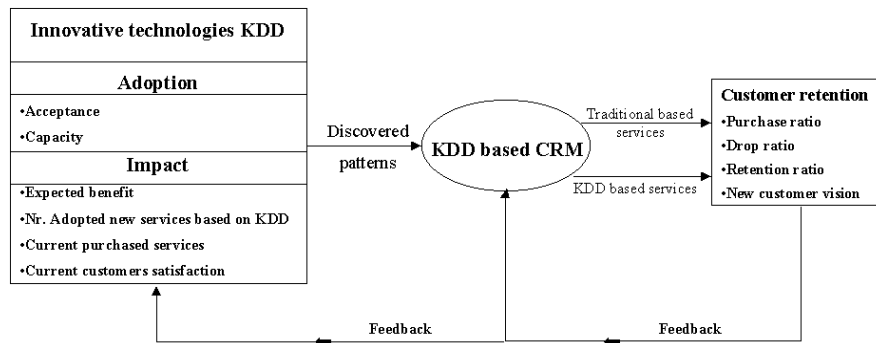 Innovative technologies KDD
Adoption
•Acceptance
•Capacity
Impact
•Expected benefit
•Nr. Adopted new services based on KDD
•Current purchased services
•Current customers satisfaction
Discovered
patterns
KDD based CRM
Traditional based
services
KDD based services
Customer retention
•Purchase ratio
•Drop ratio
•Retention ratio
•New customer vision
Feedback
Feedback